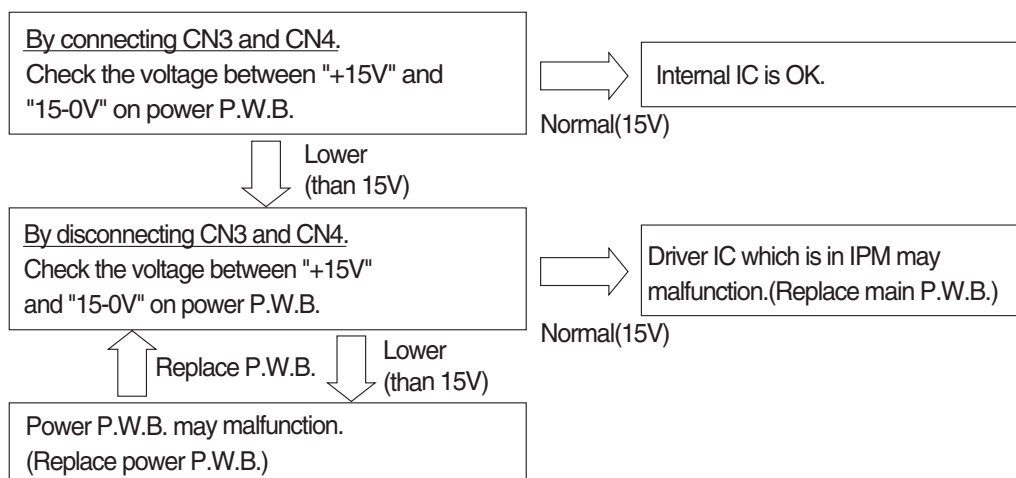 By connecting CN3 and CN4.
Check the voltage between "+15V" and
"15-0V" on power P.W.B.
Internal IC is OK.
Normal(15V)
Lower
(than 15V)
By disconnecting CN3 and CN4.
Check the voltage between "+15V"
and "15-0V" on power P.W.B.
Driver IC which is in IPM may
malfunction.(Replace main P.W.B.)
Normal(15V)
Replace P.W.B.
Lower
(than 15V)
Power P.W.B. may malfunction.
(Replace power P.W.B.)